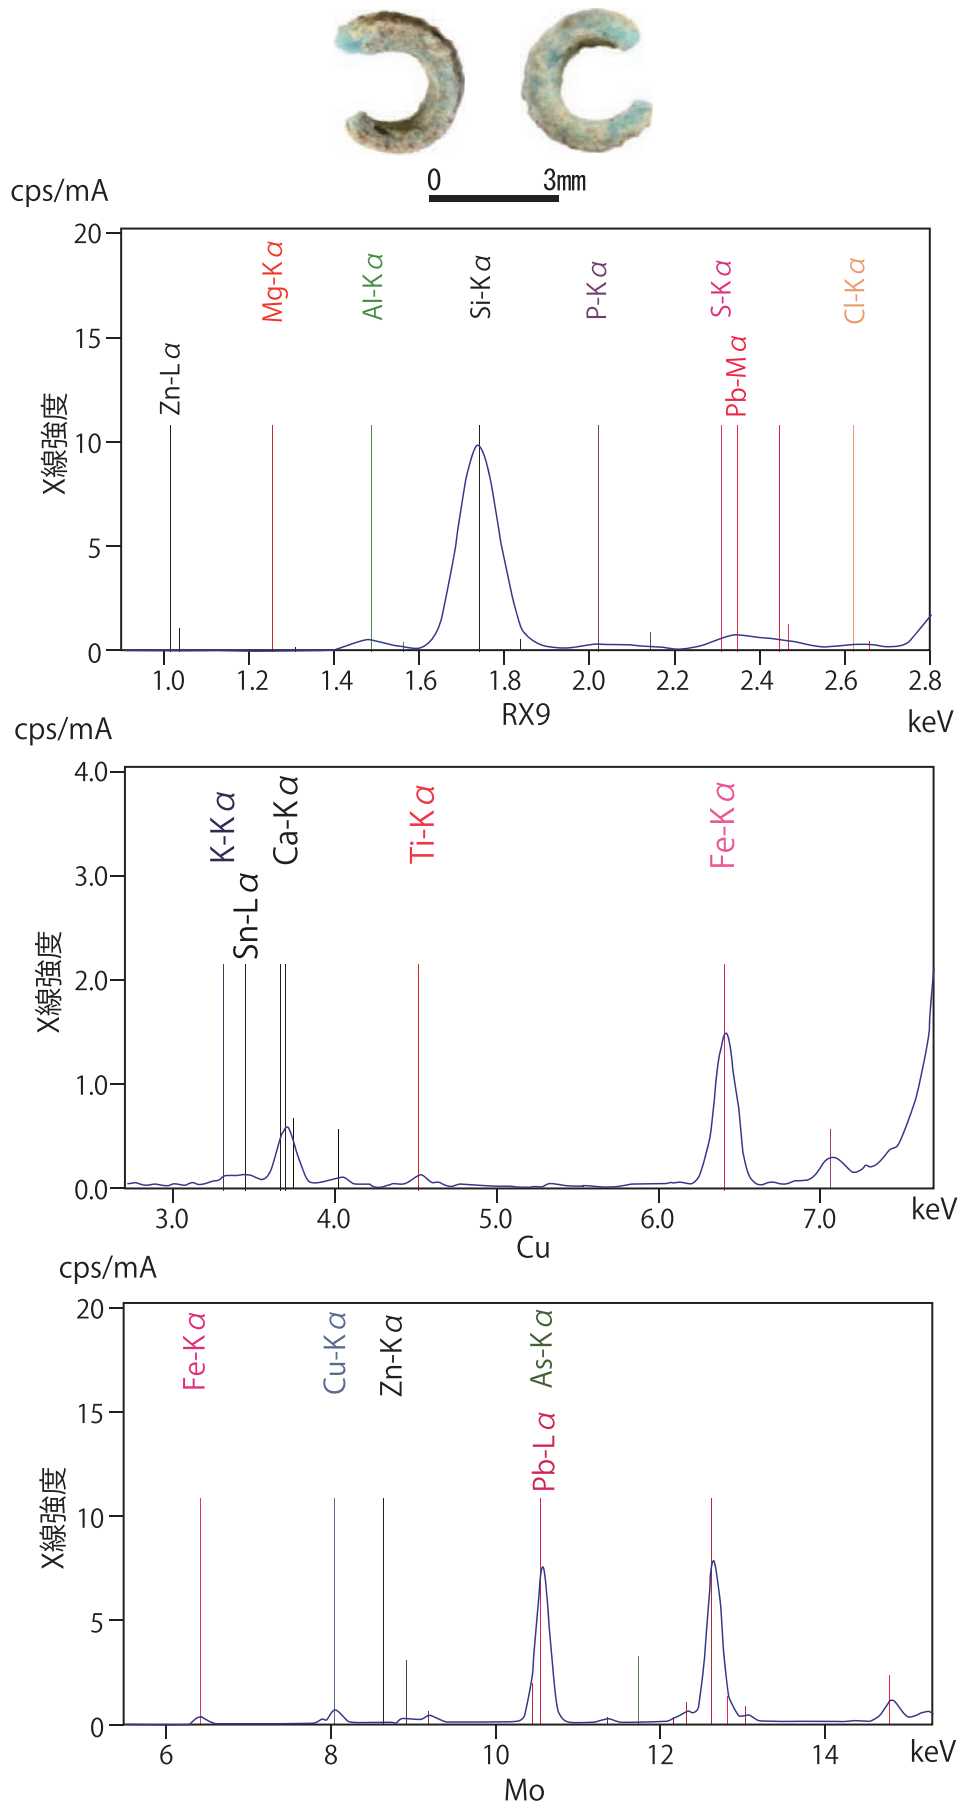 0 3mm
cps/mA
20
15
10
5
0
X線強度
Zn-Lα
Mg-Kα
Al-Kα
Si-Kα
P-Kα
S-Kα
Pb-Mα
Cl-Kα
1.0 1.2 1.4 1.6 1.8 2.0 2.2 2.4 2.6 2.8
RX9
keV
cps/mA
4.0
3.0
2.0
1.0
0.0
X線強度
K-Kα
Sn-Lα
Ca-Kα
Ti-Kα
Fe-Kα
3.0 4.0 5.0 6.0 7.0
keV
Cu
cps/mA
20
15
10
5
0
X線強度
Fe-Kα
Cu-Kα
Zn-Kα
As-Kα
Pb-Lα
6 8 10 12 14
keV
Mo